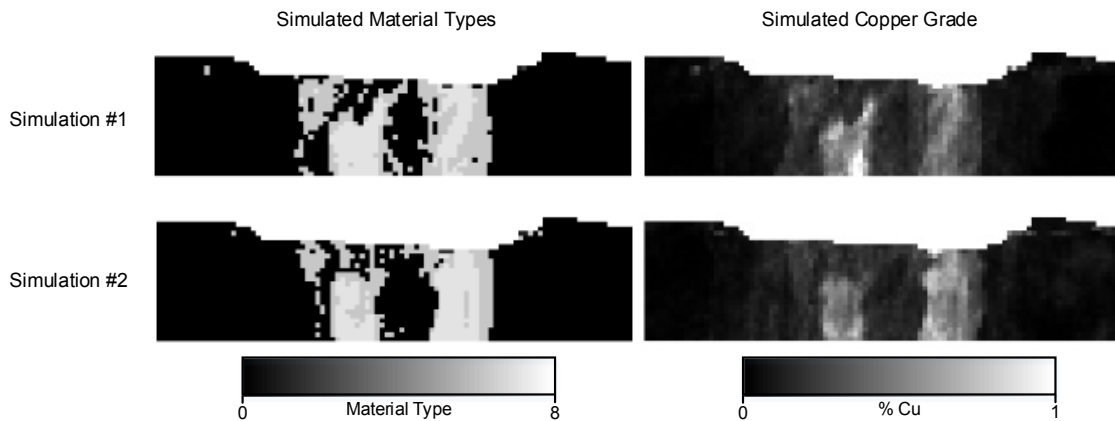 Simulated Material Types
Simulated Copper Grade
Simulation #1
Simulation #2
0
Material Type
8
0
% Cu
1